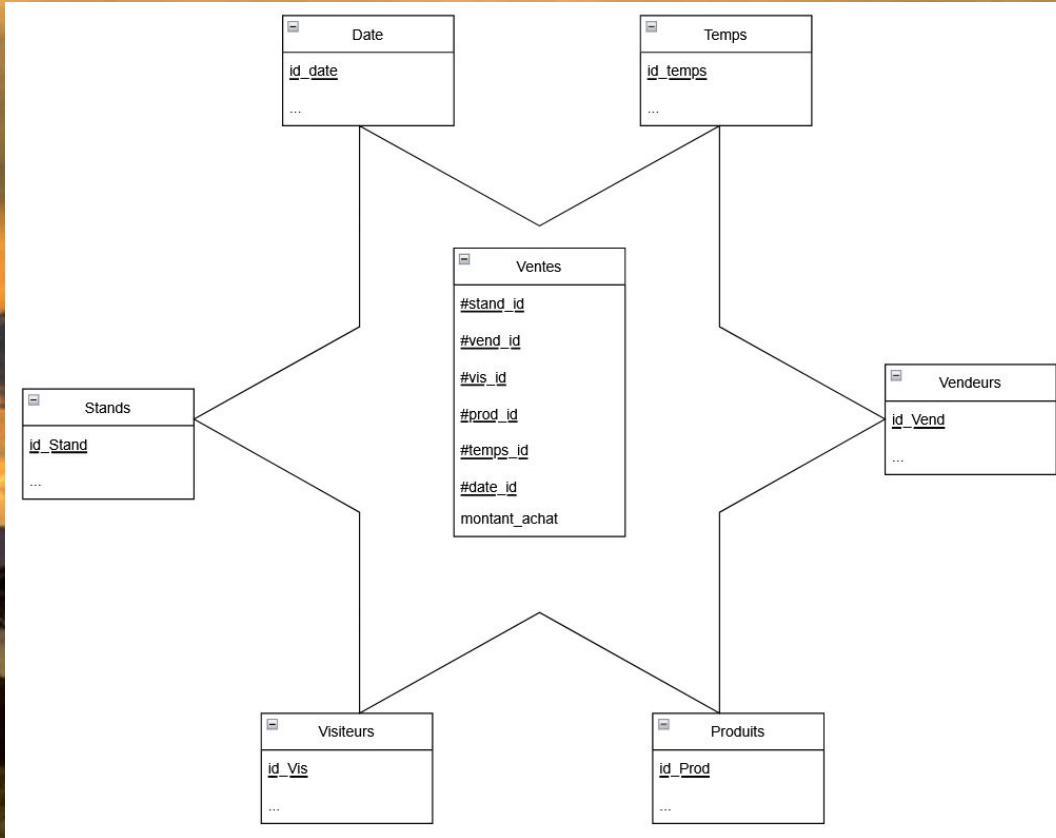 Date
id_date
...
Temps
id_temps
...
Ventes
#stand_id
#vend_id
#vis_id
#prod_id
#temps_id
#date_id
montant_achat
Stands
id_Stand
...
Vendeurs
id_Vend
...
Visiteurs
id_Vis
...
Produits
id_Prod
...